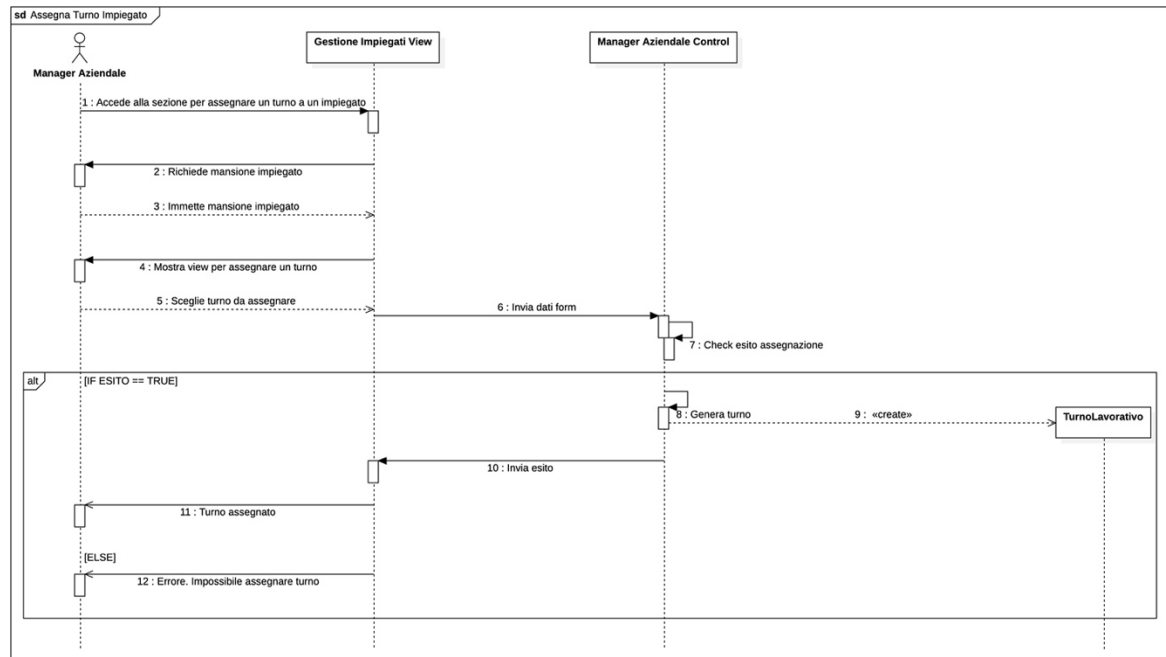 sd Assegna Turno Impiegato
Manager Aziendale
Gestione Impiegati View
Manager Aziendale Control
1 : Accede alla sezione per assegnare un turno a un impiegato
2 : Richiede mansione impiegato
3 : Immette mansione impiegato
4 : Mostra view per assegnare un turno
5 : Sceglie turno da assegnare
6 : Invia dati form
7 : Check esito assegnazione
alt
[IF ESITO == TRUE]
8 : Genera turno
9 : «create»
TurnoLavorativo
10 : Invia esito
11 : Turno assegnato
[ELSE]
12 : Errore. Impossibile assegnare turno